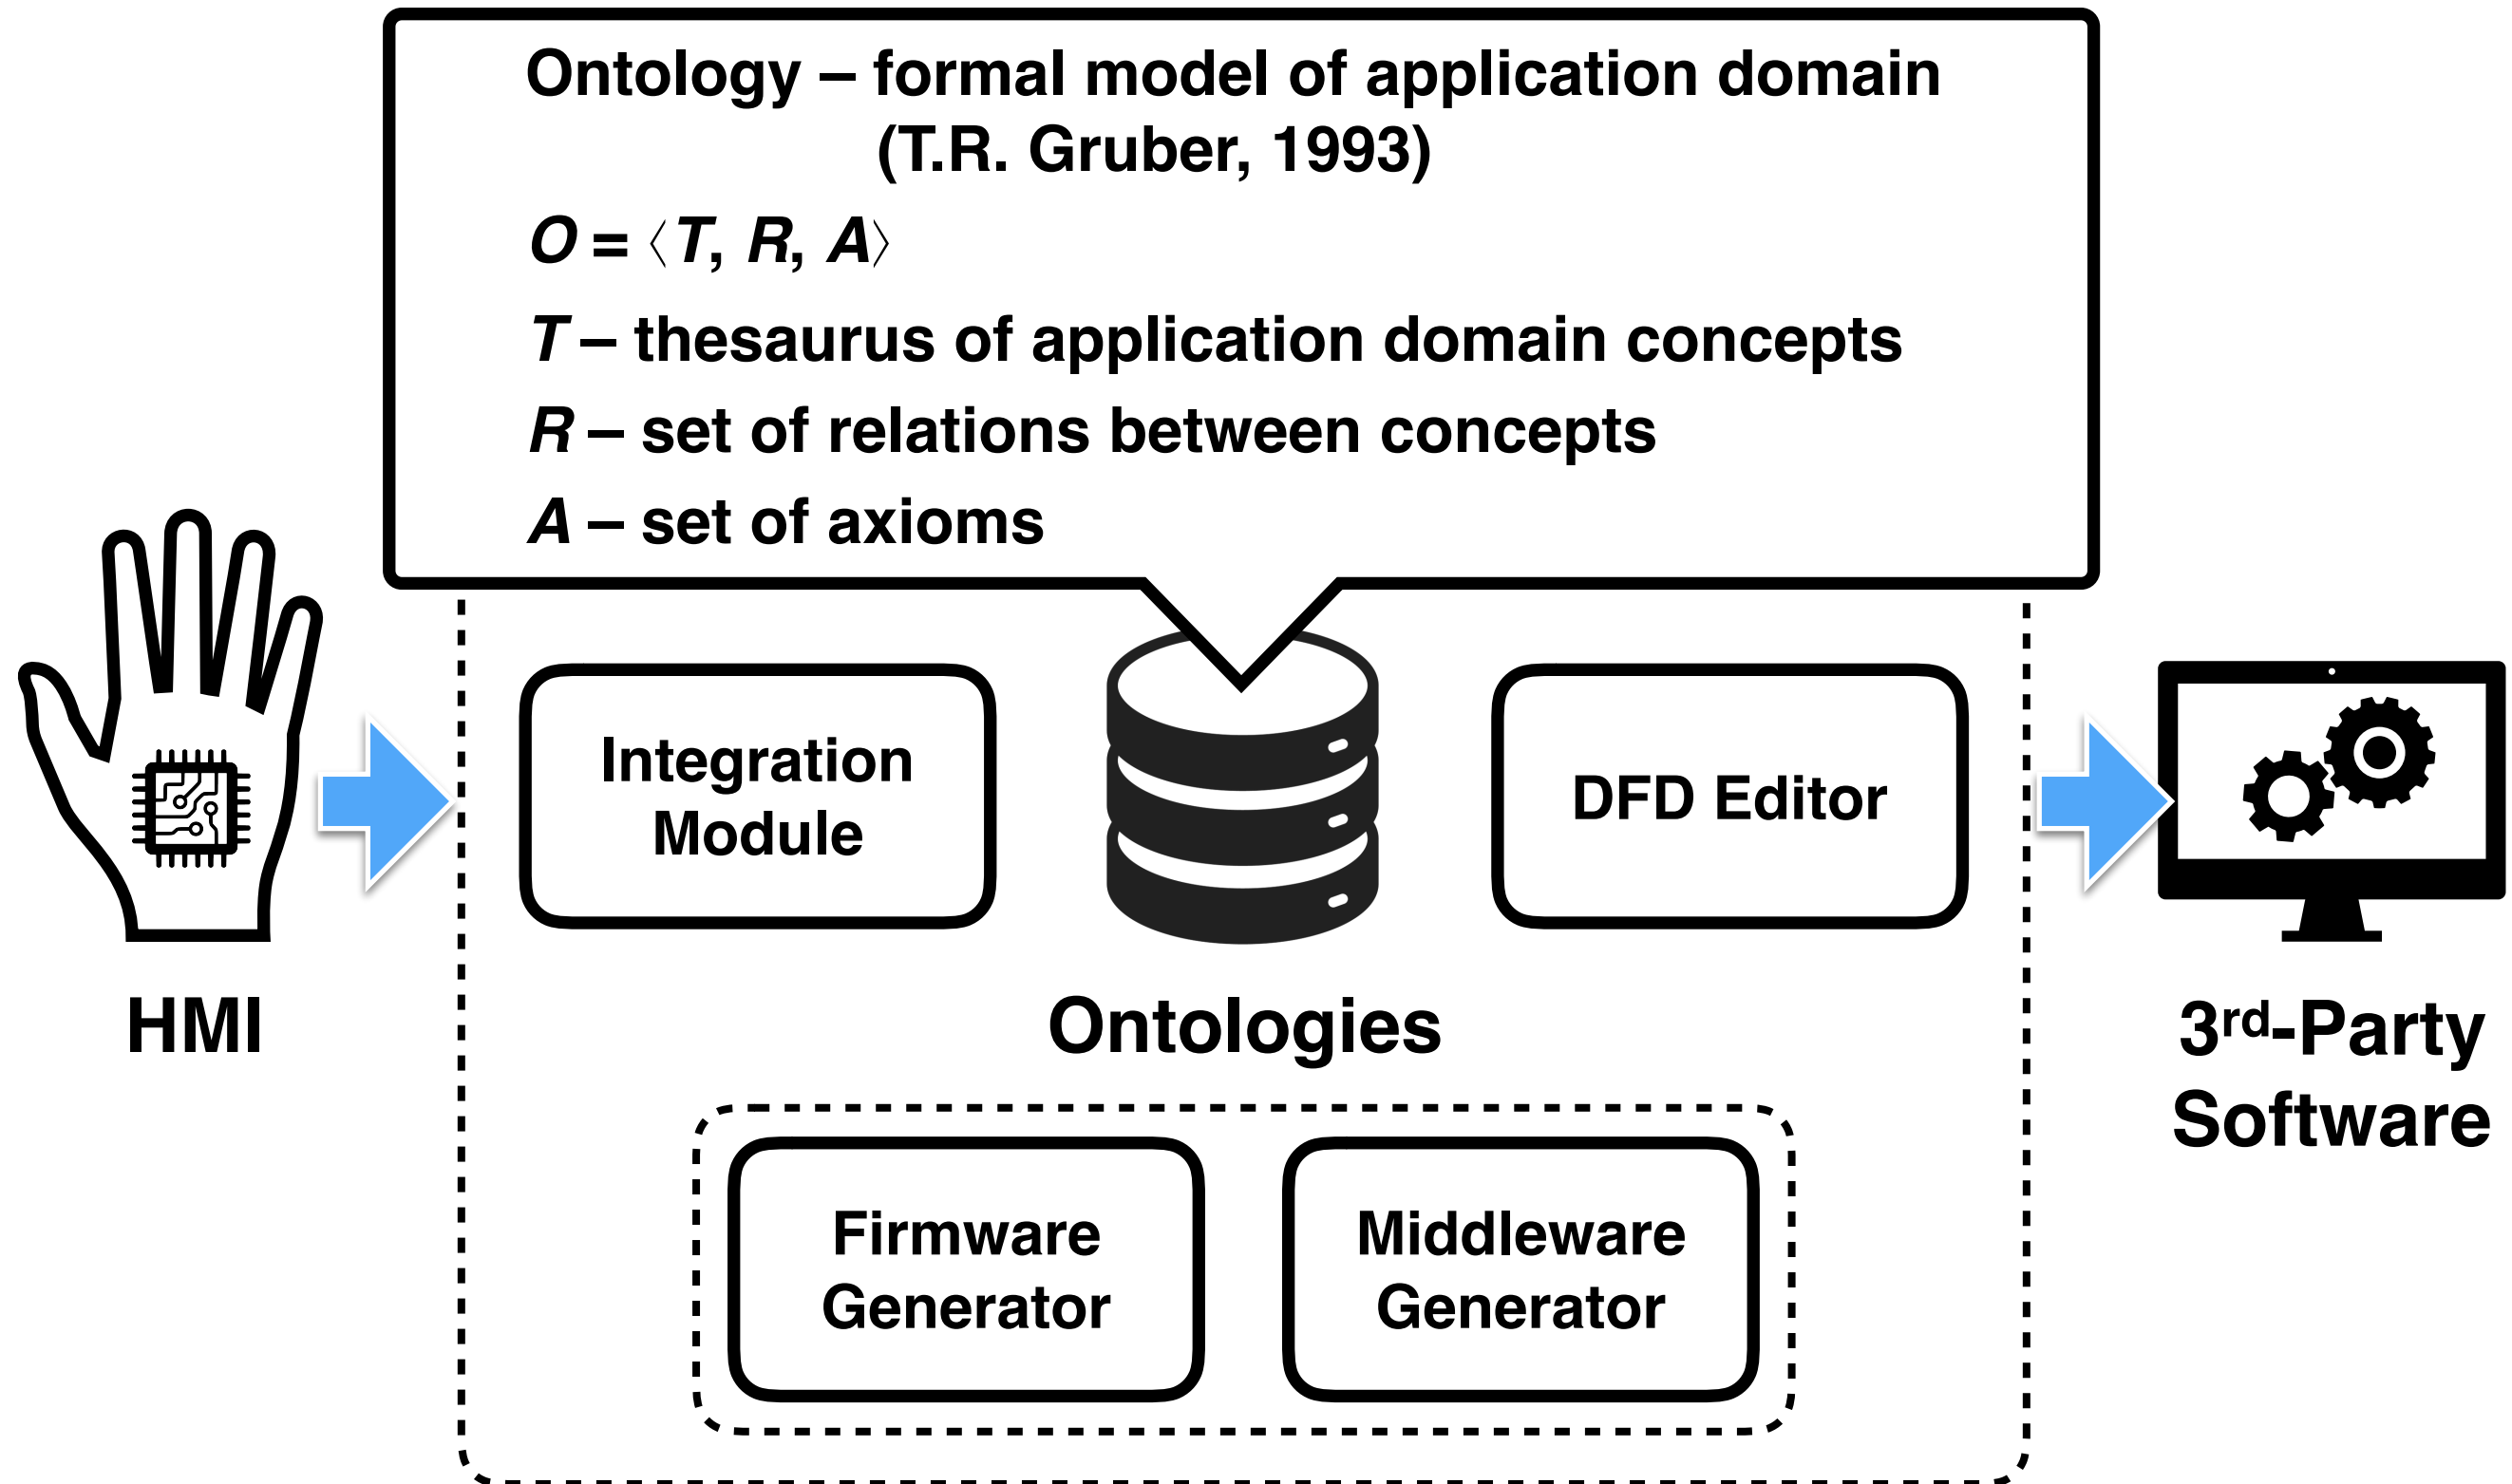 Ontology – formal model of application domain
(T.R. Gruber, 1993)
O = ⟨T, R, A⟩
T – thesaurus of application domain concepts
R – set of relations between concepts
A – set of axioms
Integration
Module
DFD Editor
HMI
Ontologies
3rd-Party
Software
Firmware
Generator
Middleware
Generator